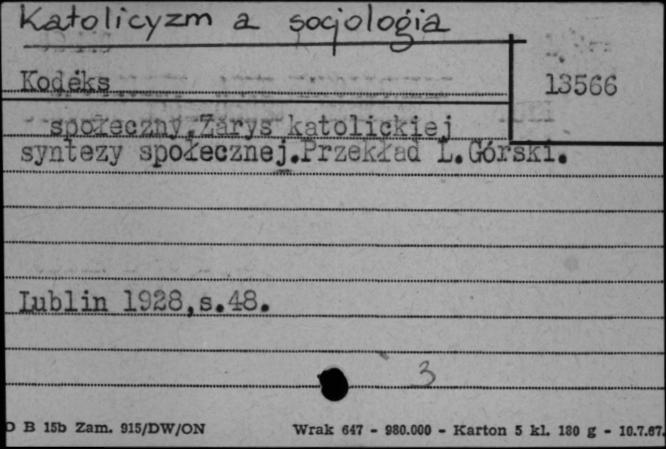 Katolicyzm a socjologia
Kodeks
13566
społeczny.Zarys katolickiej
syntezy społecznej.Przekład L.Górski.
Lublin 1928,s.48.
3
D B 15b Zam. 915/DW/ON Wrak 647 - 980.000 - Karton 5 kl. 180 g - 10.7.67.